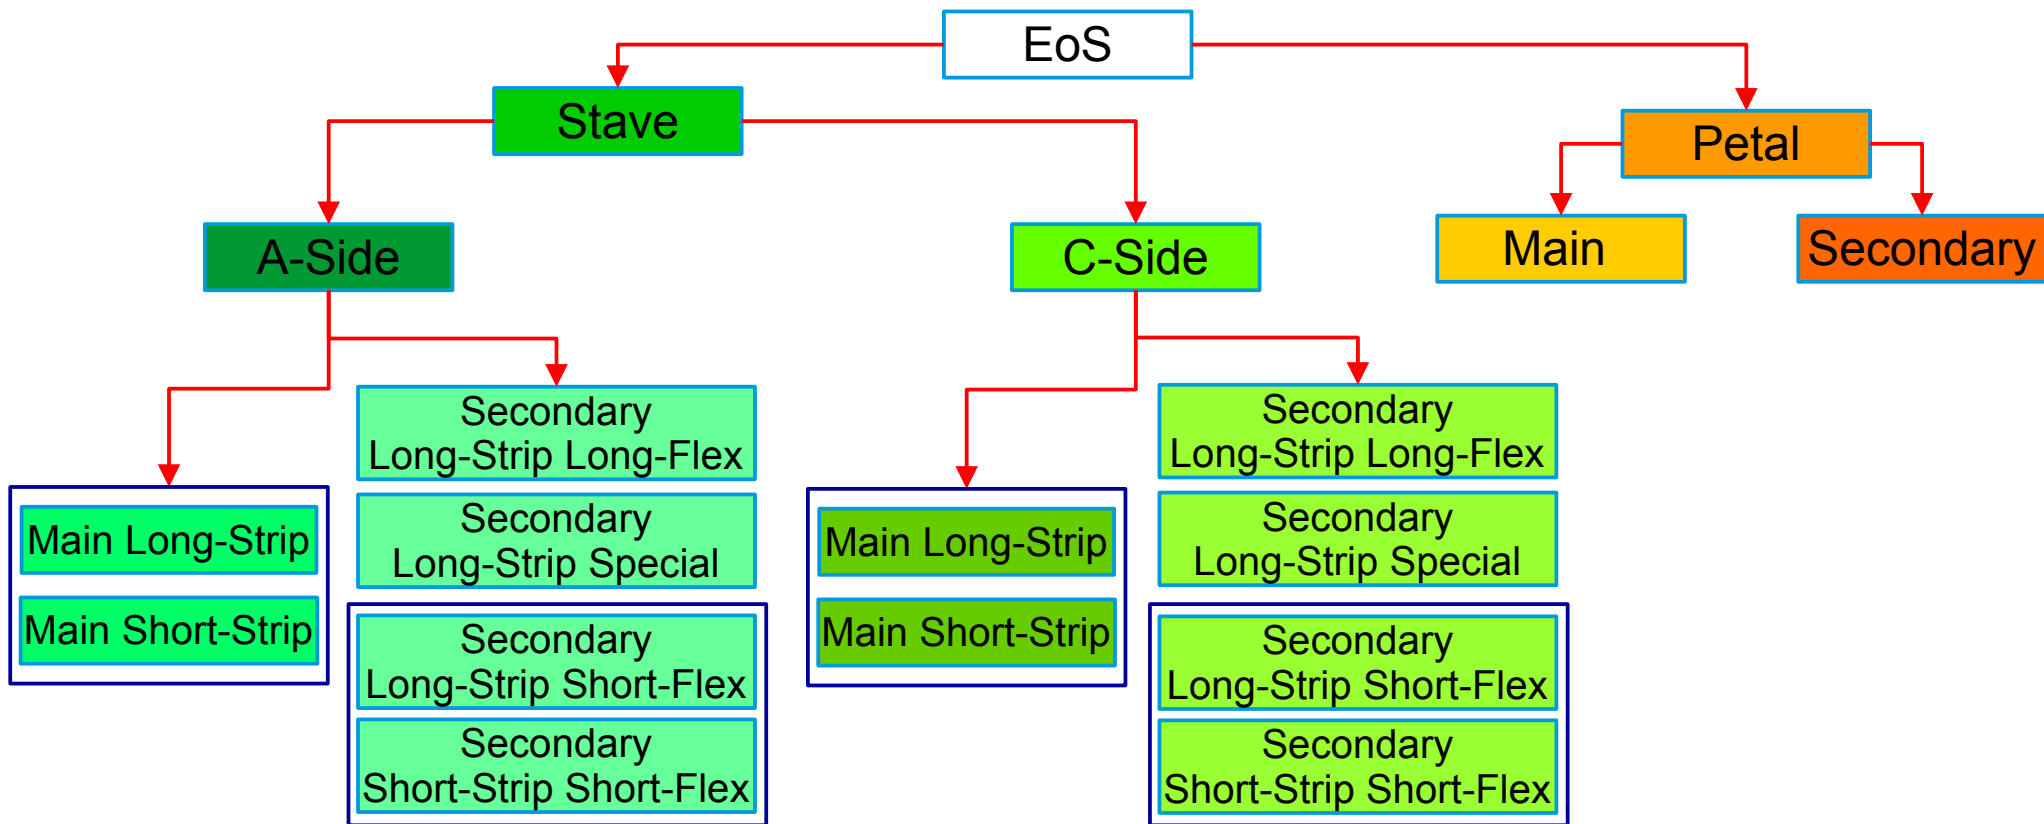 EoS
Stave
Petal
A-Side
C-Side
Main
Secondary
Main Long-Strip
Main Short-Strip
Secondary
Long-Strip Long-Flex
Secondary
Long-Strip Special
Secondary
Long-Strip Short-Flex
Secondary
Short-Strip Short-Flex
Main Long-Strip
Main Short-Strip
Secondary
Long-Strip Long-Flex
Secondary
Long-Strip Special
Secondary
Long-Strip Short-Flex
Secondary
Short-Strip Short-Flex